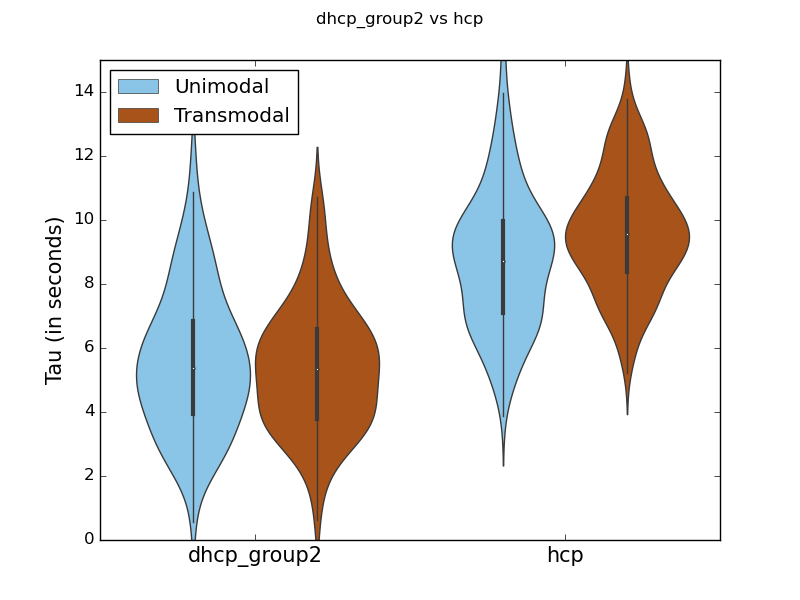 dhcp_group2 vs hcp
Unimodal
Transmodal
Tau (in seconds)
14
12
10
8
6
4
2
0
dhcp_group2
hcp